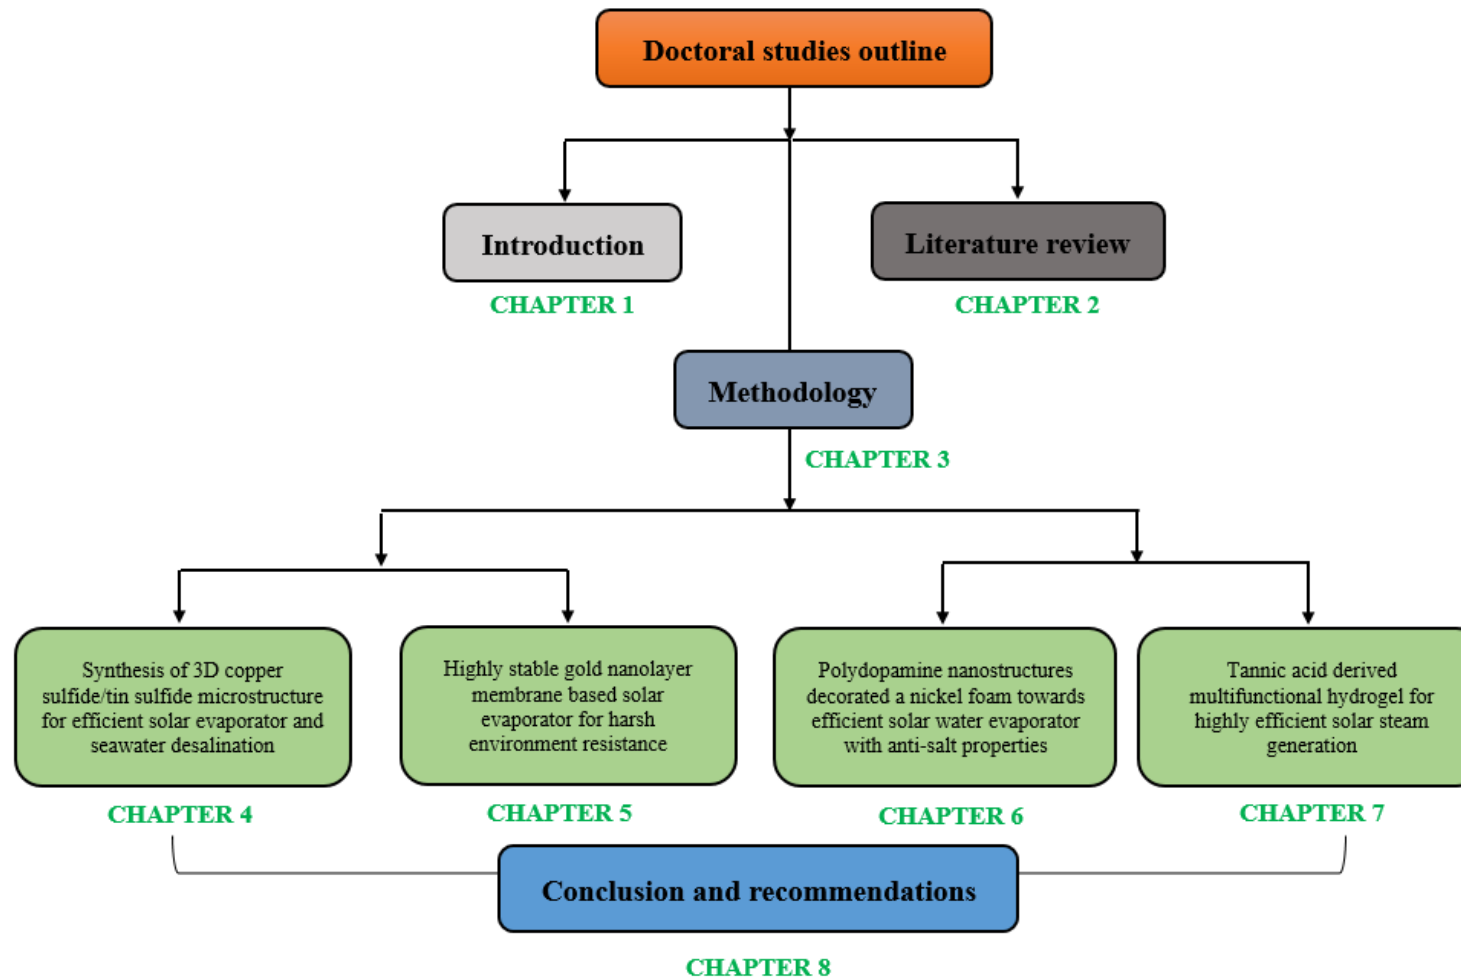 Doctoral studies outline
Introduction
Literature review
CHAPTER 1
CHAPTER 2
Methodology
CHAPTER 3
Synthesis of 3D copper
sulfide/tin sulfide microstructure
for efficient solar evaporator and
seawater desalination
Highly stable gold nanolayer
membrane based solar
evaporator for harsh
environment resistance
Polydopamine nanostructures
decorated a nickel foam towards
efficient solar water evaporator
with anti-salt properties
Tannic acid derived
multifunctional hydrogel for
highly efficient solar steam
generation
CHAPTER 4
CHAPTER 5
CHAPTER 6
CHAPTER 7
Conclusion and recommendations
CHAPTER 8